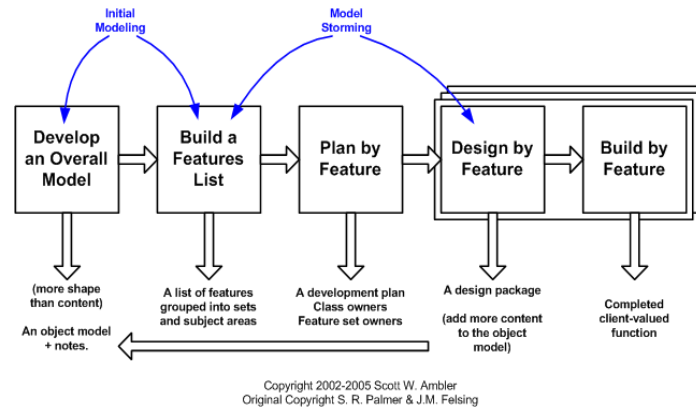 Initial
Modeling
Model
Storming
Develop
an Overall
Model
Build a
Features
List
Plan by
Feature
Design by
Feature
Build by
Feature
(more shape
than content)
An object model
+ notes.
A list of features
grouped into sets
and subject areas
A development plan
Class owners
Feature set owners
A design package
(add more content
to the object
model)
Completed
client-valued
function
Copyright 2002-2005 Scott W. Ambler
Original Copyright S. R. Palmer & J.M. Felsing